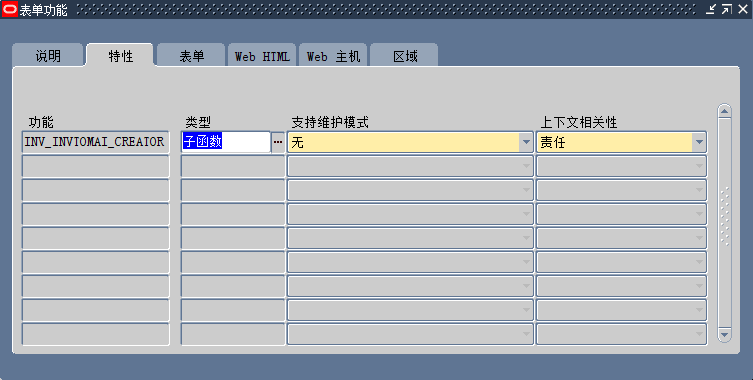 表单功能
说明 特性 表单 Web HTML Web 主机 区域
功能 类型 支持维护模式 上下文相关性
INV_INVTOMAI_CREATOR 子函数 无 责任